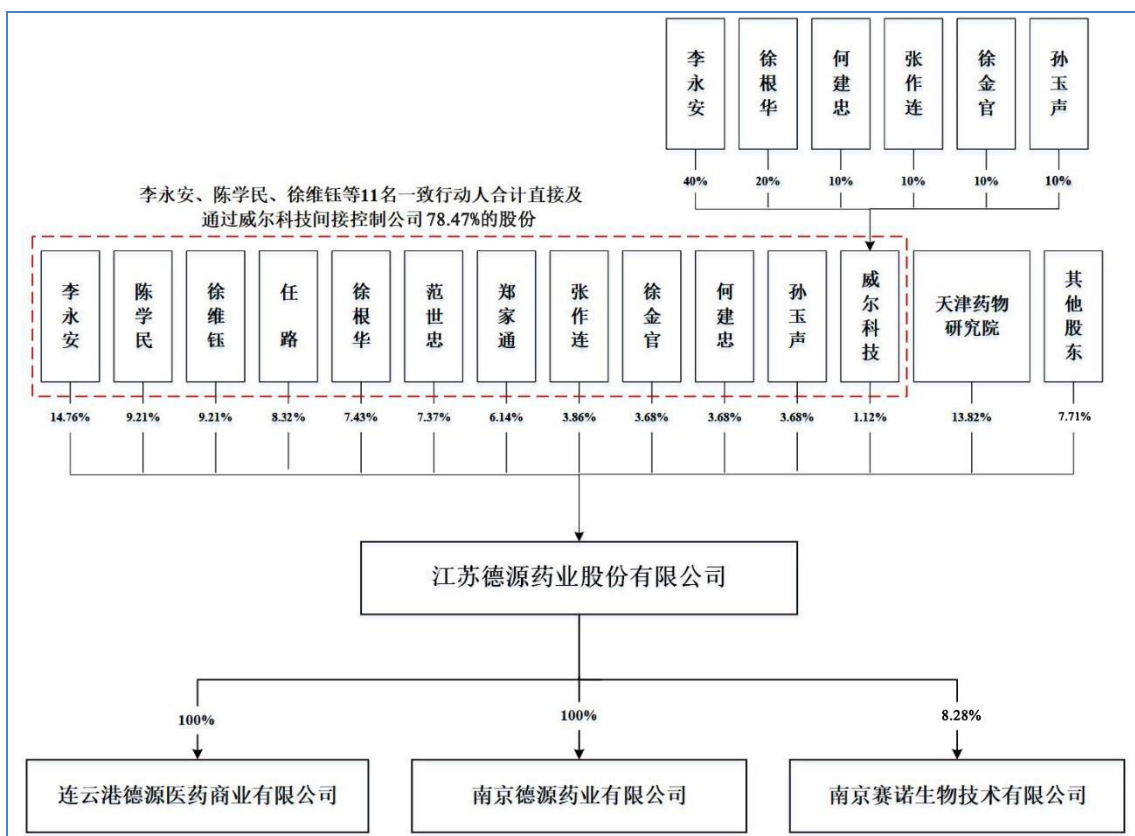 李永安
徐根华
何建忠
张作连
徐金官
孙玉声
40%
20%
10%
10%
10%
10%
李永安、陈学民、徐维钰等11名一致行动人合计直接及
通过威尔科技间接控制公司78.47%的股份
李永安
陈学民
徐维钰
任路
徐根华
范世忠
郑家通
张作连
徐金官
何建忠
孙玉声
威尔科技
天津药物
研究院
其他股东
14.76%
9.21%
9.21%
8.32%
7.43%
7.37%
6.14%
3.86%
3.68%
3.68%
3.68%
1.12%
13.82%
7.71%
江苏德源药业股份有限公司
100%
100%
8.28%
连云港德源医药商业有限公司
南京德源药业有限公司
南京赛诺生物技术有限公司